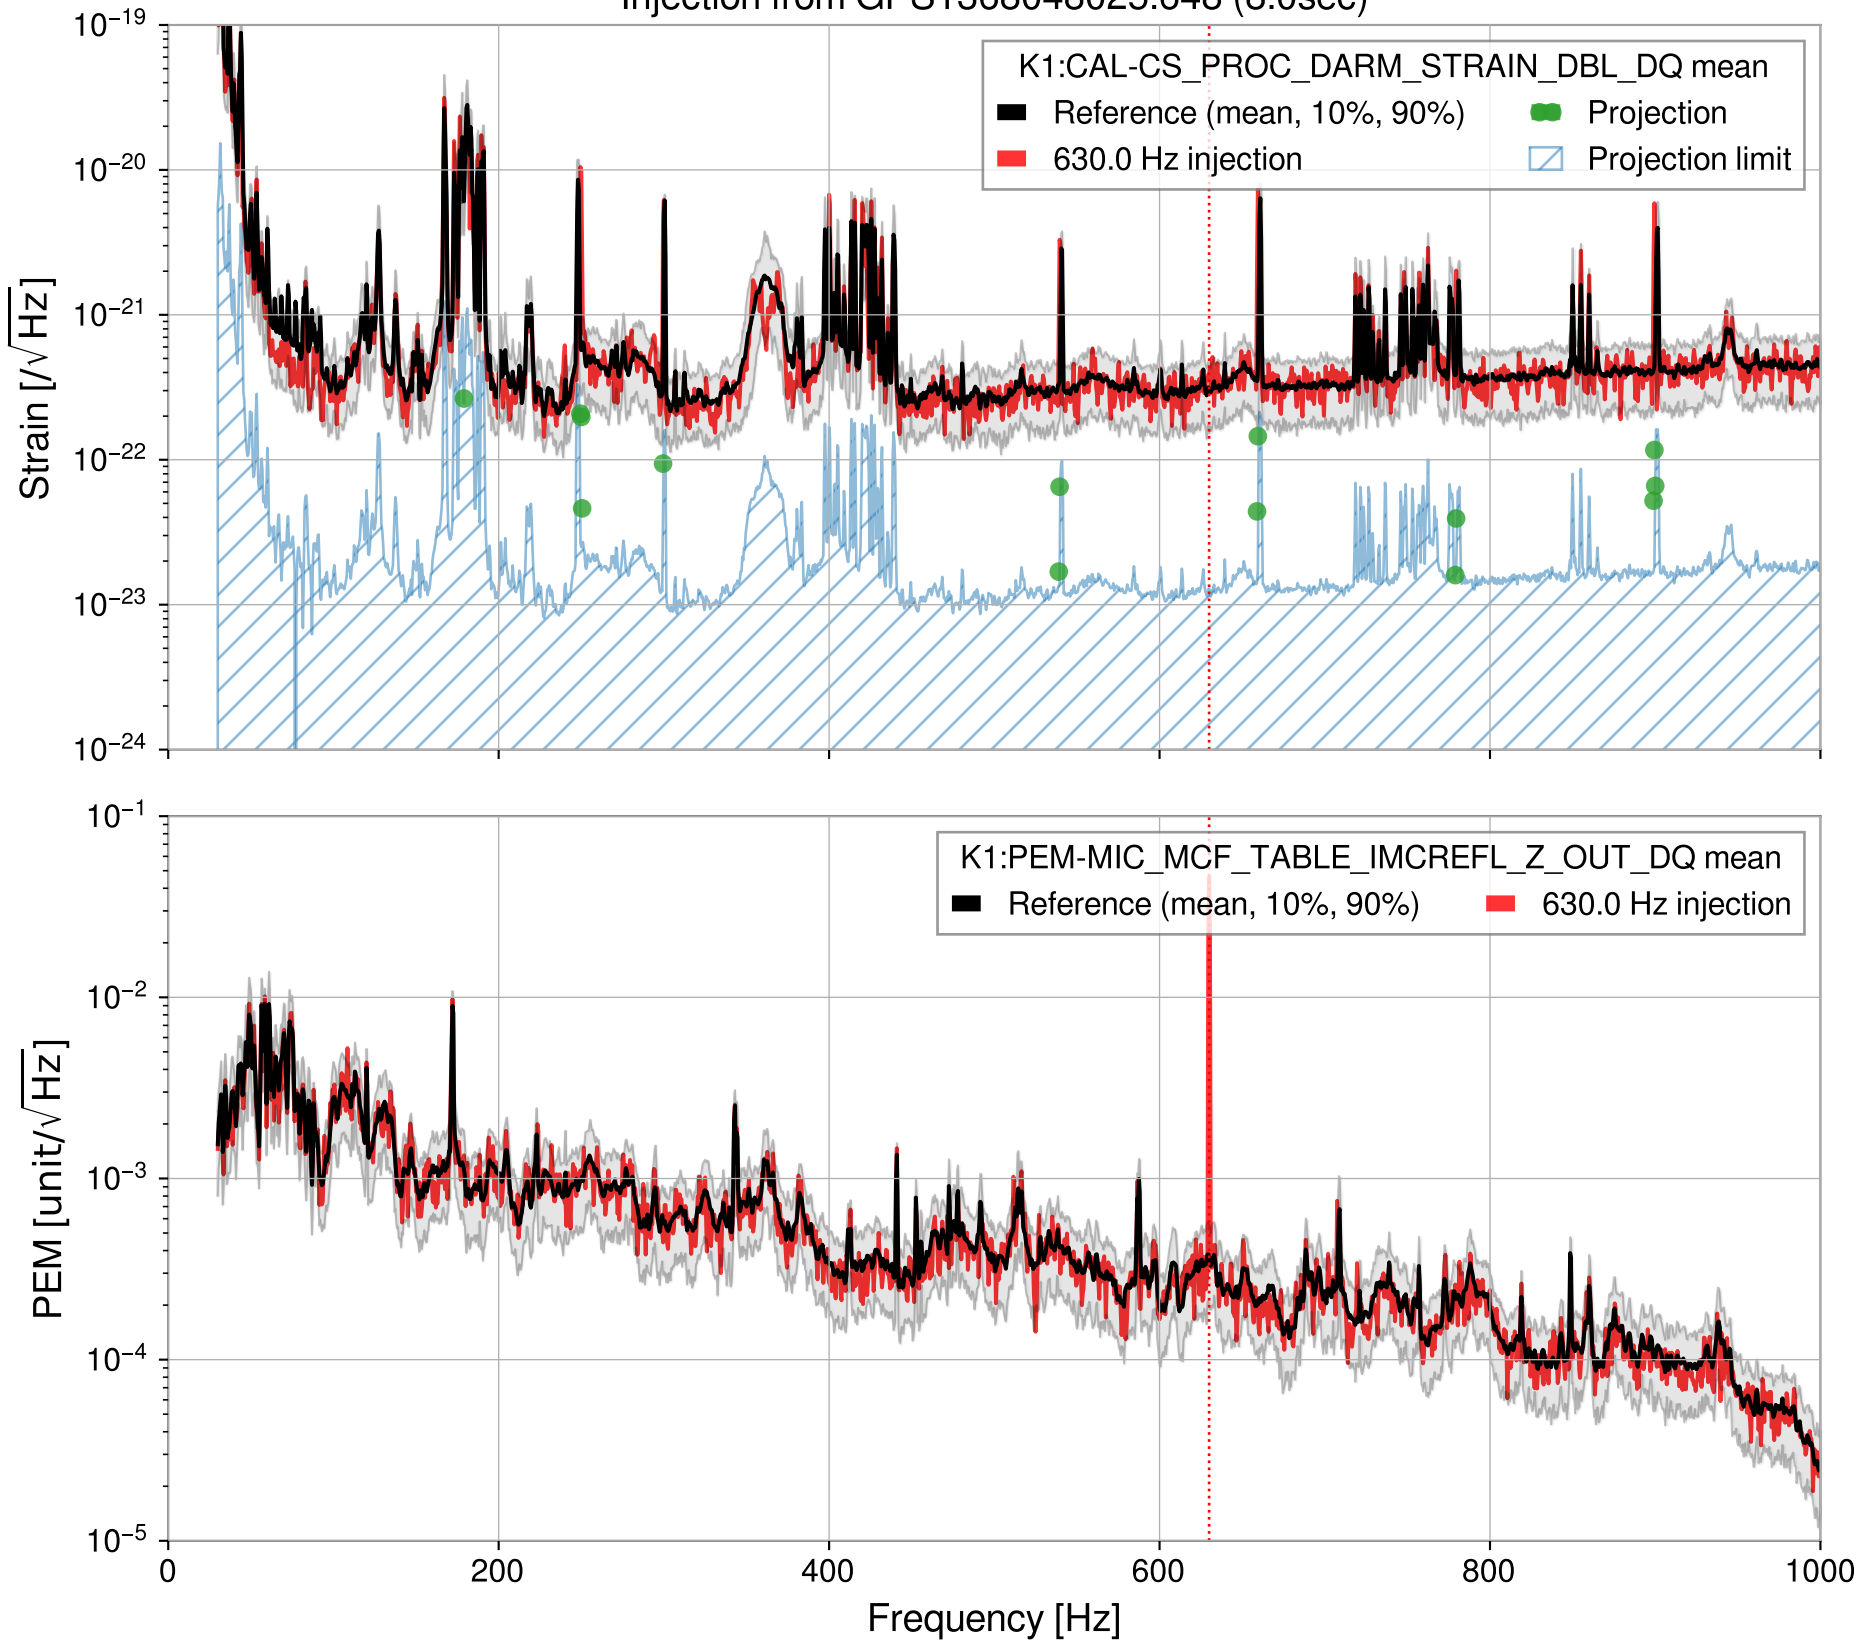 10⁻¹⁹
10⁻²⁰
10⁻²¹
10⁻²²
10⁻²³
10⁻²⁴
Strain [/√Hz]
K1:CAL-CS_PROC_DARM_STRAIN_DBL_DQ mean
Reference (mean, 10%, 90%)
Projection
630.0 Hz injection
Projection limit
10⁻¹
10⁻²
10⁻³
10⁻⁴
10⁻⁵
PEM [unit/√Hz]
K1:PEM-MIC_MCF_TABLE_IMCREFL_Z_OUT_DQ mean
Reference (mean, 10%, 90%)
630.0 Hz injection
0 200 400 600 800 1000
Frequency [Hz]